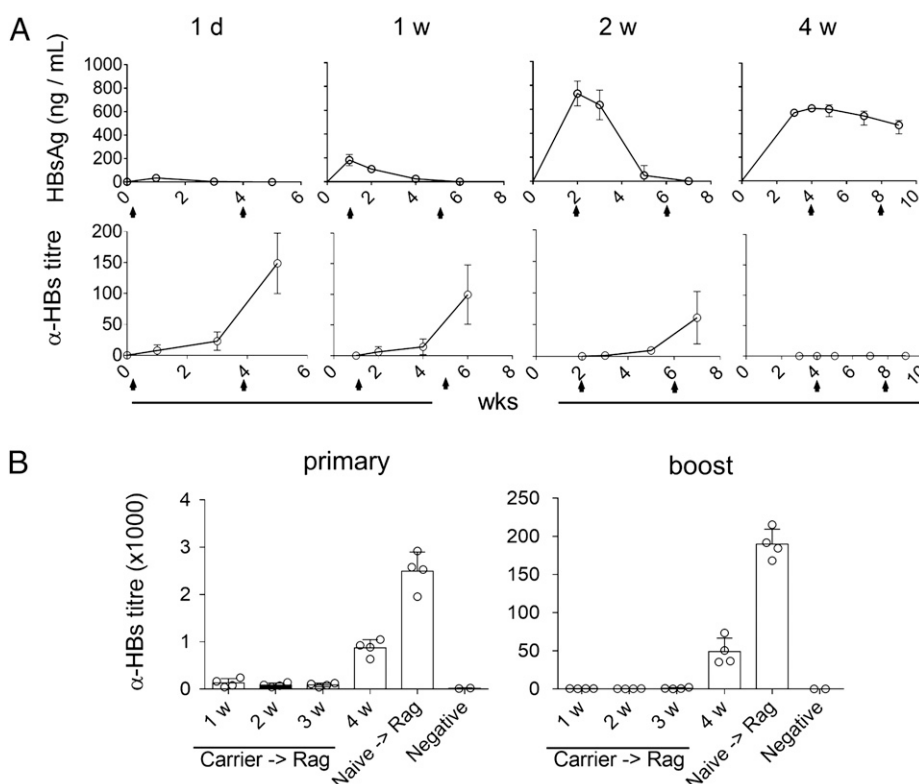 A
1 d
1 w
2 w
4 w
HBsAg (ng / mL)
1000
800
600
400
200
0
0 2 4 6
0 2 4 6 8
0 2 4 6 8
0 2 4 6 8 10
α-HBs titre
200
150
100
50
0
0 2 4 6
0 2 4 6 8
0 2 4 6 8
0 2 4 6 8 10
wks
B
primary
boost
α-HBs titre (x1000)
4
3
2
1
0
250
200
150
100
50
0
1 w 2 w 3 w 4 w Naive -> Rag Negative
Carrier -> Rag
1 w 2 w 3 w 4 w Naive -> Rag Negative
Carrier -> Rag